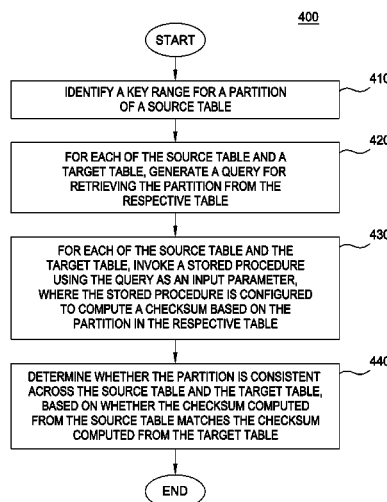 400
START
410
IDENTIFY A KEY RANGE FOR A PARTITION
OF A SOURCE TABLE
420
FOR EACH OF THE SOURCE TABLE AND A
TARGET TABLE, GENERATE A QUERY FOR
RETRIEVING THE PARTITION FROM THE
RESPECTIVE TABLE
430
FOR EACH OF THE SOURCE TABLE AND THE
TARGET TABLE, INVOKE A STORED PROCEDURE
USING THE QUERY AS AN INPUT PARAMETER,
WHERE THE STORED PROCEDURE IS CONFIGURED
TO COMPUTE A CHECKSUM BASED ON THE
PARTITION IN THE RESPECTIVE TABLE
440
DETERMINE WHETHER THE PARTITION IS CONSISTENT
ACROSS THE SOURCE TABLE AND THE TARGET TABLE,
BASED ON WHETHER THE CHECKSUM COMPUTED
FROM THE SOURCE TABLE MATCHES THE CHECKSUM
COMPUTED FROM THE TARGET TABLE
END